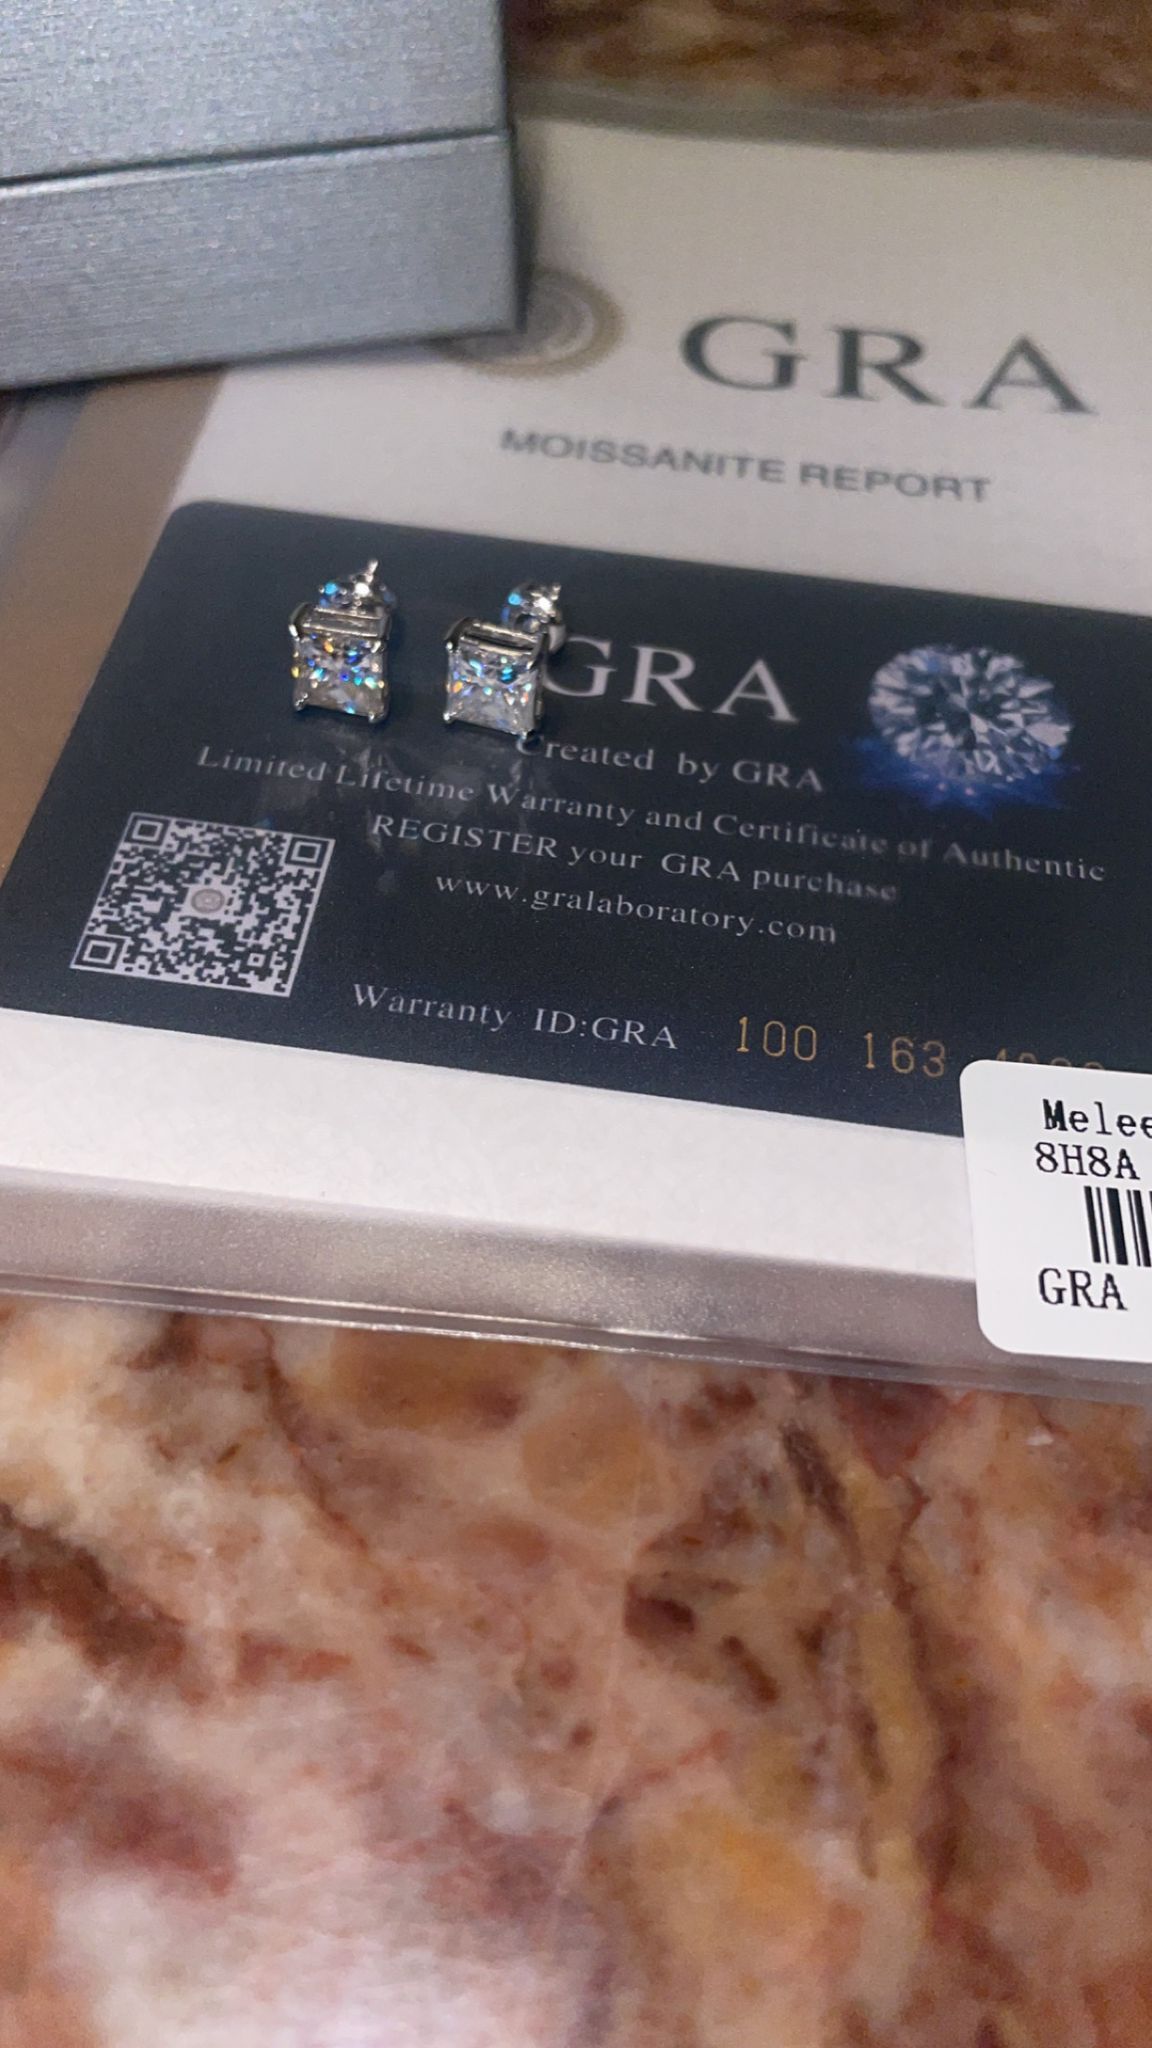 GRA
MOISSANITE REPORT
GRA
Created by GRA
Limited Lifetime Warranty and Certificate of Authentic
REGISTER your GRA purchase
www.gralaboratory.com
Warranty ID:GRA 100 163
Melee
8H8A
GRA